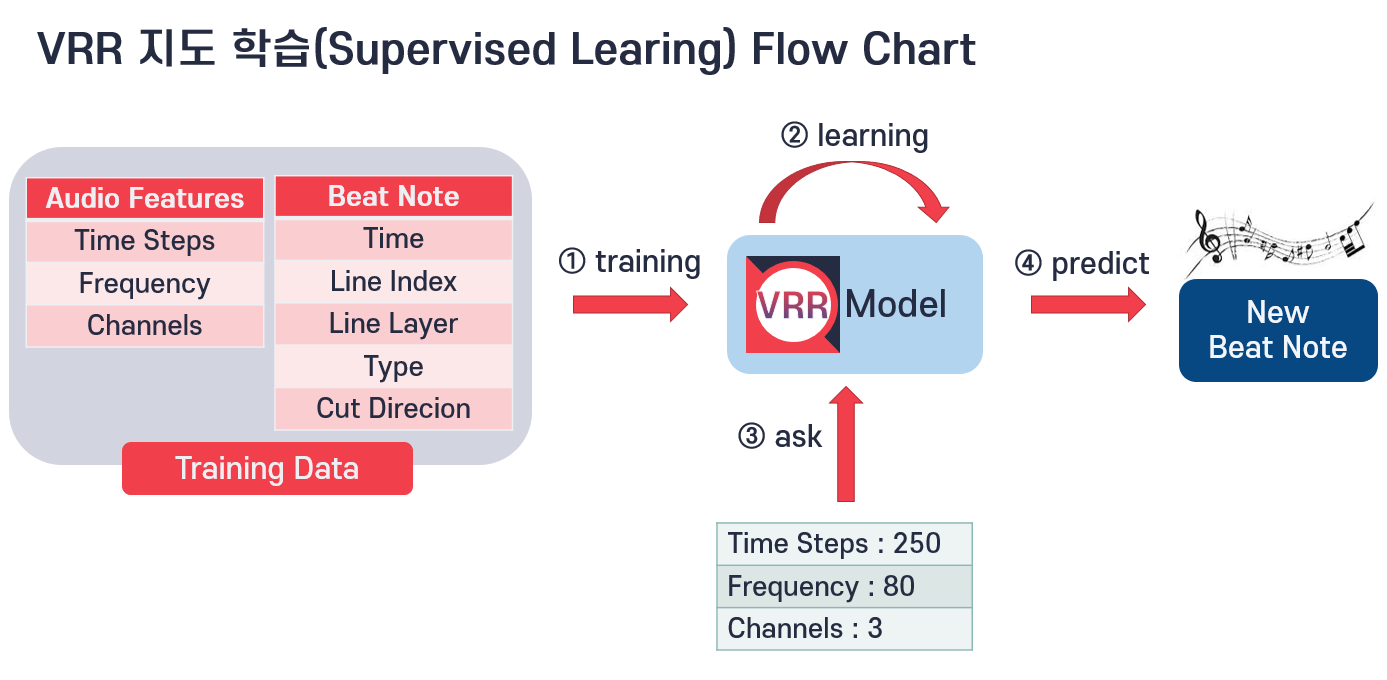 VRR 지도 학습(Supervised Learing) Flow Chart
Audio Features
Time Steps
Frequency
Channels
Beat Note
Time
Line Index
Line Layer
Type
Cut Direcion
Training Data
① training
② learning
VRR Model
③ ask
Time Steps : 250
Frequency : 80
Channels : 3
④ predict
New
Beat Note